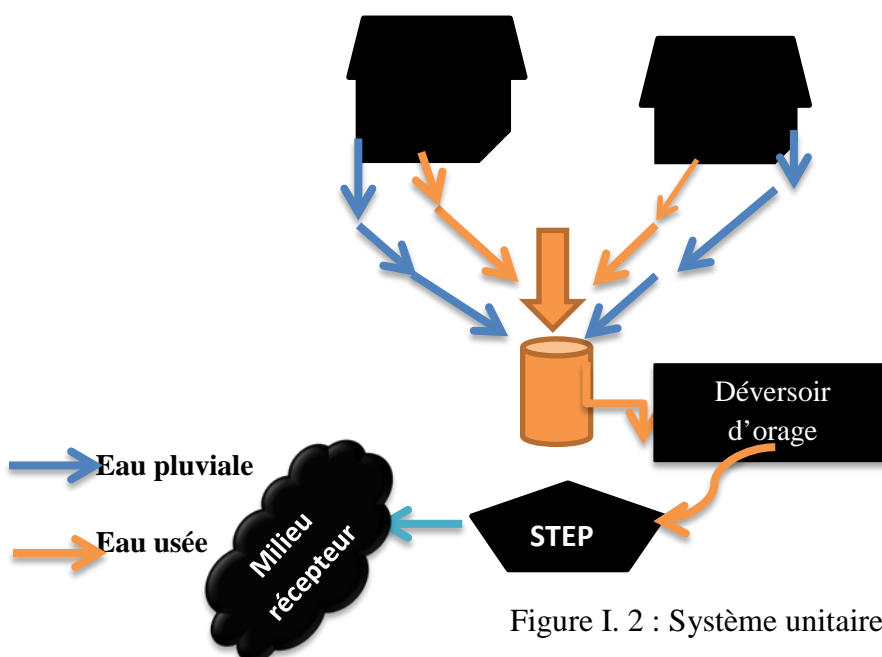 Déversoir
d’orage
Eau pluviale
Eau usée
Milieu
récepteur
STEP
Figure I. 2 : Système unitaire